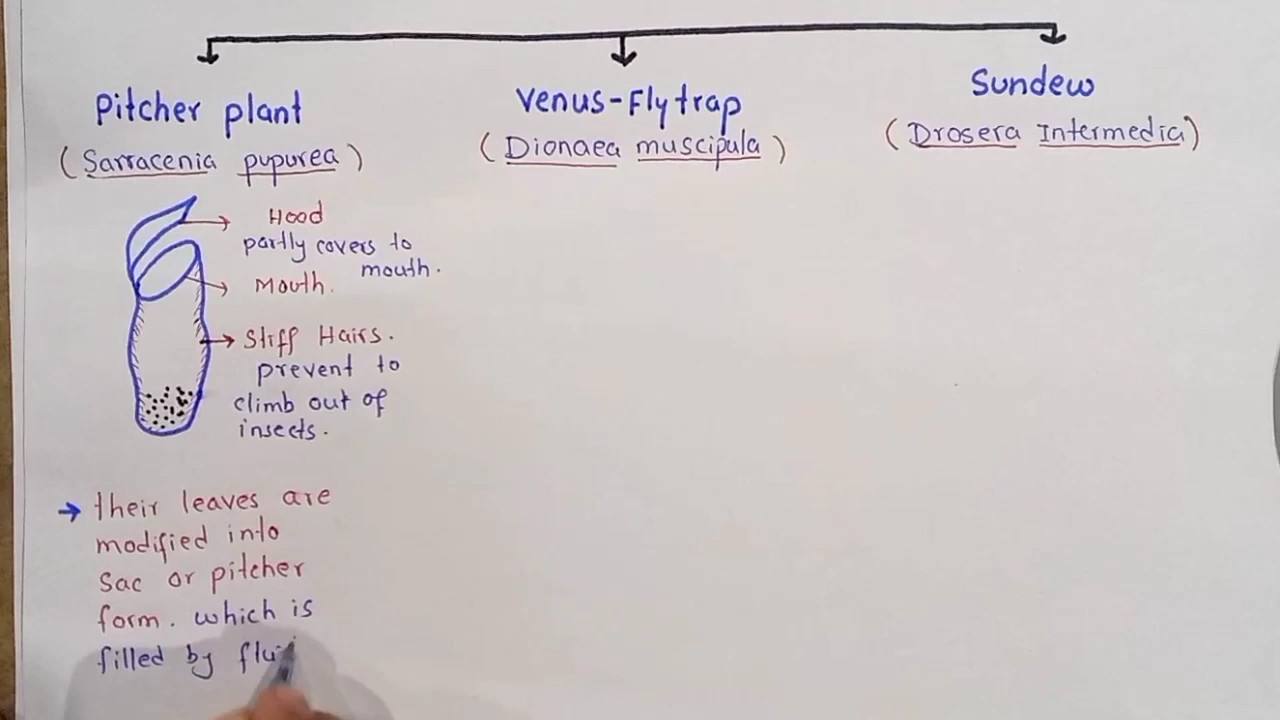 Pitcher plant
(Sarracenia pupurea)
Hood
partly covers to
mouth.
Mouth.
Stiff Hairs.
prevent to
climb out of
insects.
→ their leaves are
modified into
Sac or pitcher
form. which is
filled by flui
Venus-Flytrap
(Dionaea muscipula)
Sundew
(Drosera Intermedia)